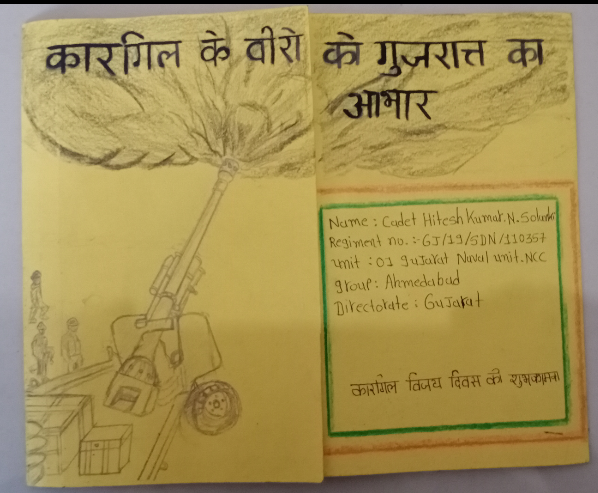 कारगिल के वीरो को गुजरात का
आभार
Name : Cadet Hitesh Kumar. N. Solanki
Regiment no. :- GJ/19/SDN/110357
unit : 01 gujarat Naval unit. NCC
group : Ahmedabad
Directorate : Gujarat
कारगिल विजय दिवस की शुभकामना